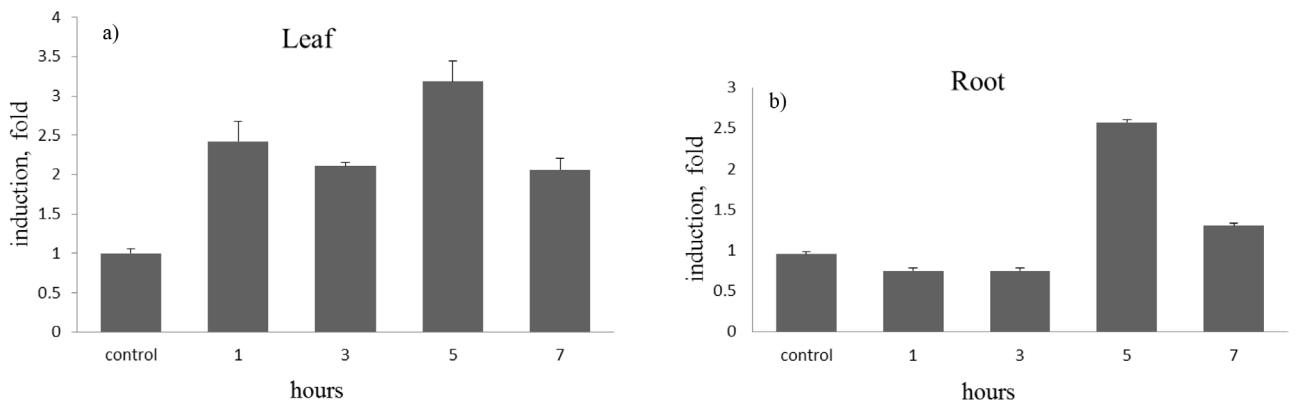 a)
Leaf
4
3.5
3
2.5
2
1.5
1
0.5
0
induction, fold
control 1 3 5 7
hours
b)
Root
3
2.5
2
1.5
1
0.5
0
induction, fold
control 1 3 5 7
hours